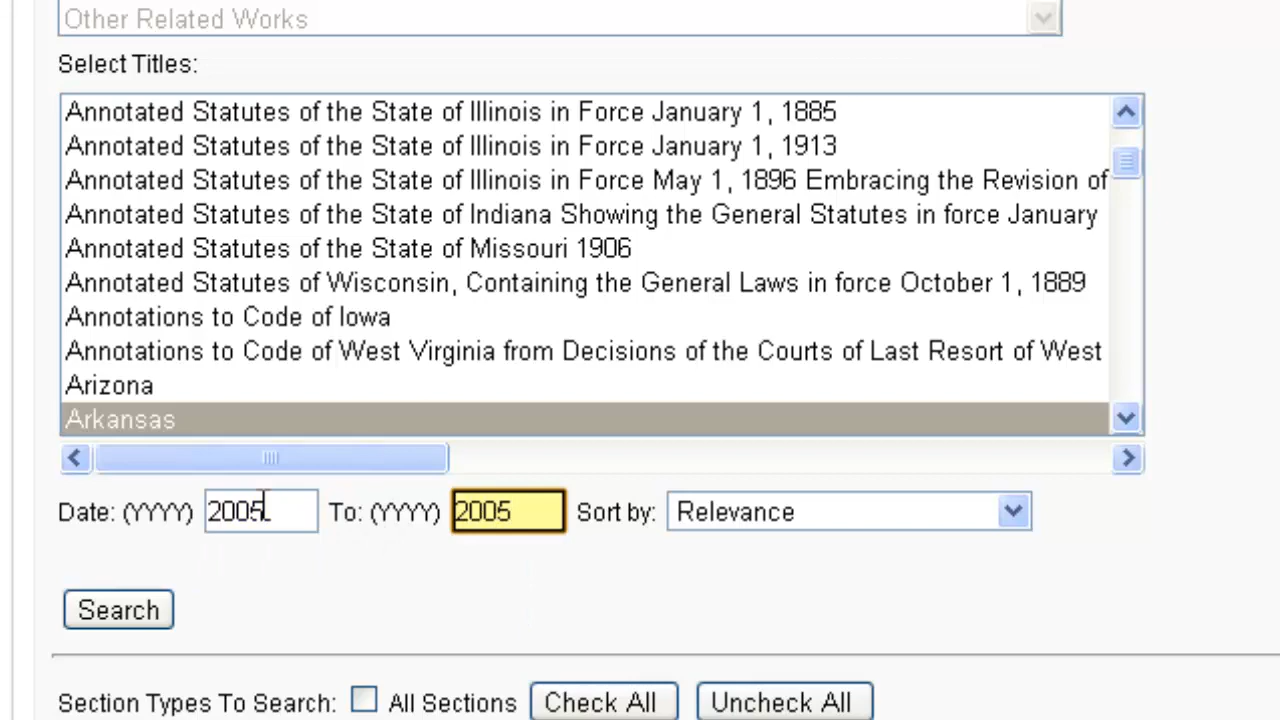 Other Related Works
Select Titles:
Annotated Statutes of the State of Illinois in Force January 1, 1885
Annotated Statutes of the State of Illinois in Force January 1, 1913
Annotated Statutes of the State of Illinois in Force May 1, 1896 Embracing the Revision of
Annotated Statutes of the State of Indiana Showing the General Statutes in force January
Annotated Statutes of the State of Missouri 1906
Annotated Statutes of Wisconsin, Containing the General Laws in force October 1, 1889
Annotations to Code of Iowa
Annotations to Code of West Virginia from Decisions of the Courts of Last Resort of West
Arizona
Arkansas
Date: (YYYY) 2005 To: (YYYY) 2005 Sort by: Relevance
Search
Section Types To Search: All Sections Check All Uncheck All